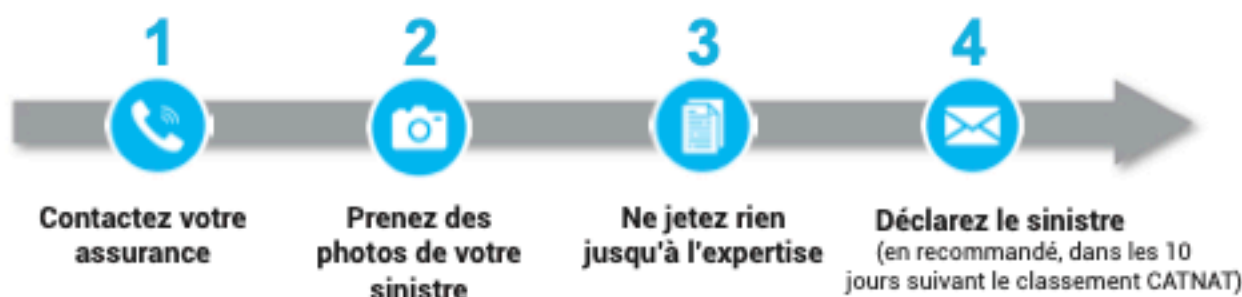 1
2
3
4
Contactez votre
assurance
Prenez des
photos de votre
sinistre
Ne jetez rien
jusqu'à l'expertise
Déclarez le sinistre
(en recommandé, dans les 10
jours suivant le classement CATNAT)